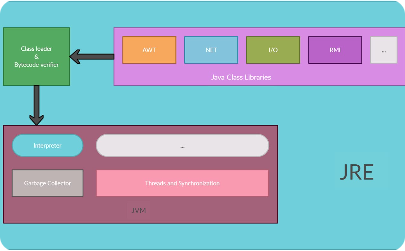 Class loader
&
Bytecode verifier
AWT
.NET
I/O
RMI
...
Java Class Libraries
Interpreter
...
Garbage Collector
Threads and Synchronization
JVM
JRE